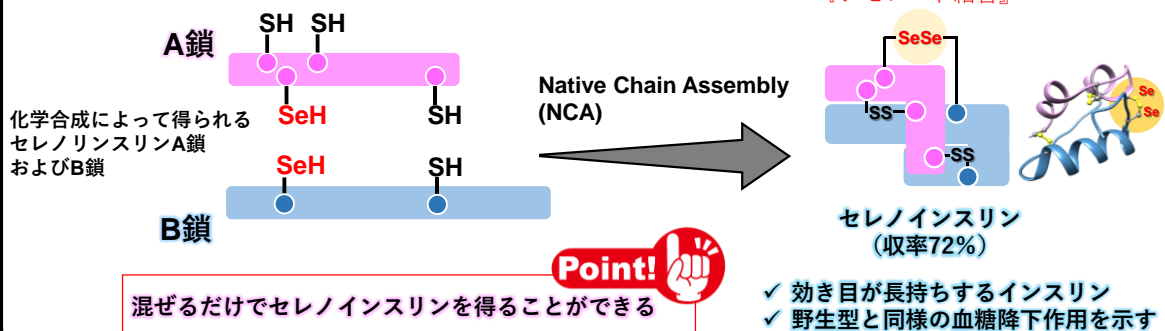 SH SH
A鎖
SeH
SH
化学合成によって得られる
セレノリンスリンA鎖
およびB鎖
SeH
SH
B鎖
Native Chain Assembly
(NCA)
SeSe
SS
SS
Se
Se
セレノインスリン
（収率72%）
Point!
混ぜるだけでセレノインスリンを得ることができる
✓ 効き目が長持ちするインスリン
✓ 野生型と同様の血糖降下作用を示す